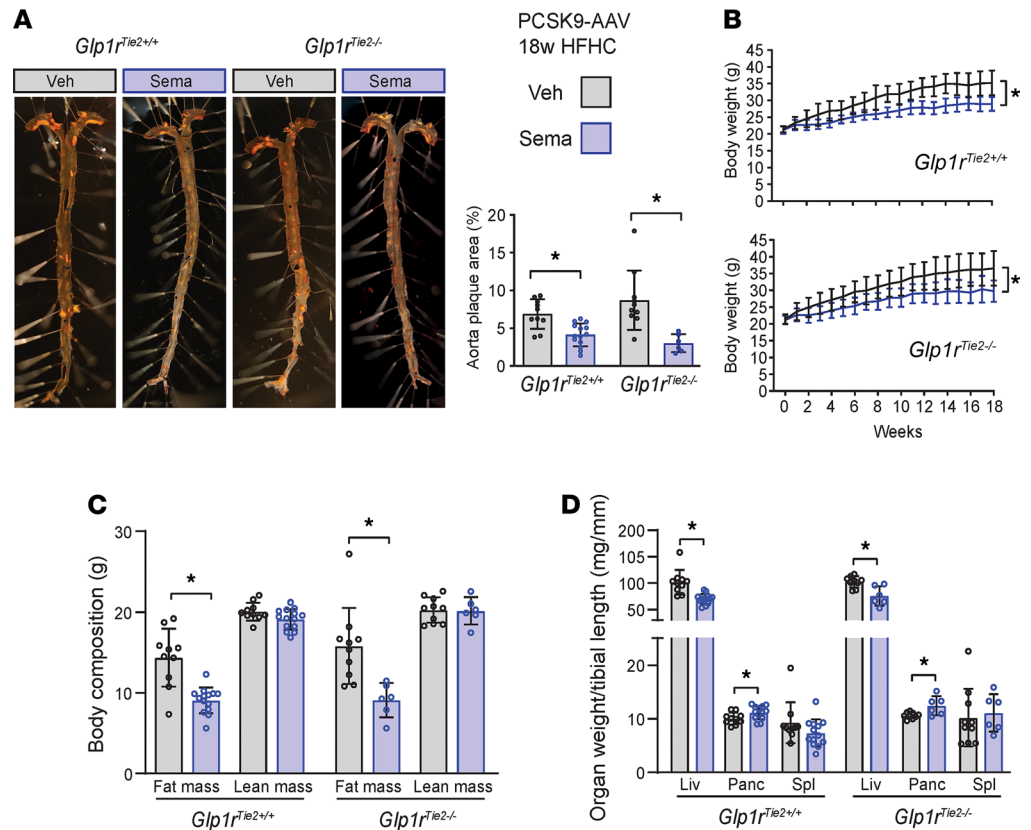 A
Glp1rTie2+/+
Glp1rTie2-/-
Veh
Sema
Veh
Sema
PCSK9-AAV
18w HFHC
Veh
Sema
Aorta plaque area (%)
20
15
10
5
0
*
*
Glp1rTie2+/+
Glp1rTie2-/-
B
Body weight (g)
45
40
35
30
25
20
15
10
5
0
*
Glp1rTie2+/+
Body weight (g)
45
40
35
30
25
20
15
10
5
0
*
Glp1rTie2-/-
0 2 4 6 8 10 12 14 16 18
Weeks
C
Body composition (g)
30
20
10
0
*
*
Fat mass Lean mass Fat mass Lean mass
Glp1rTie2+/+
Glp1rTie2-/-
D
Organ weight/tibial length (mg/mm)
200
105
100
50
20
10
0
*
*
*
*
Liv Panc Spl Liv Panc Spl
Glp1rTie2+/+
Glp1rTie2-/-